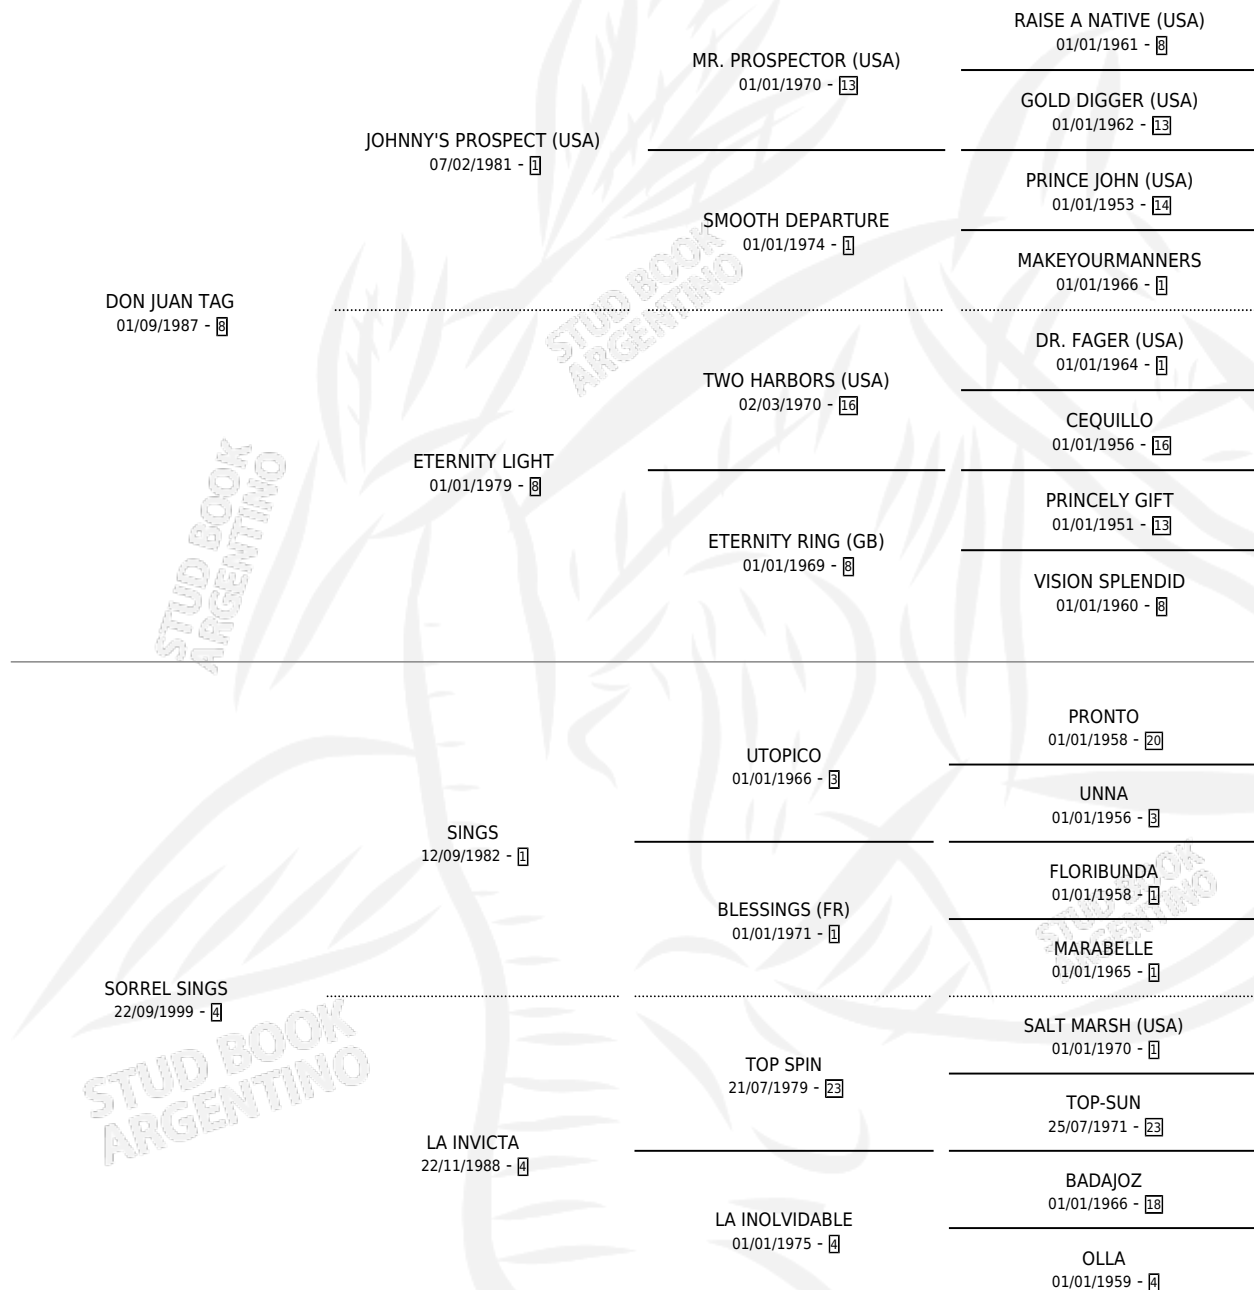 RAISE A NATIVE (USA)
01/01/1961 - 8
MR. PROSPECTOR (USA)
01/01/1970 - 13
GOLD DIGGER (USA)
01/01/1962 - 13
JOHNNY'S PROSPECT (USA)
07/02/1981 - 1
PRINCE JOHN (USA)
01/01/1953 - 14
SMOOTH DEPARTURE
01/01/1974 - 1
MAKEYOURMANNERS
01/01/1966 - 1
DON JUAN TAG
01/09/1987 - 8
DR. FAGER (USA)
01/01/1964 - 1
TWO HARBORS (USA)
02/03/1970 - 16
CEQUILLO
01/01/1956 - 16
ETERNITY LIGHT
01/01/1979 - 8
PRINCELY GIFT
01/01/1951 - 13
ETERNITY RING (GB)
01/01/1969 - 8
VISION SPLENDID
01/01/1960 - 8
PRONTO
01/01/1958 - 20
UTOPICO
01/01/1966 - 3
UNNA
01/01/1956 - 3
SINGS
12/09/1982 - 1
FLORIBUNDA
01/01/1958 - 1
BLESSINGS (FR)
01/01/1971 - 1
MARABELLE
01/01/1965 - 1
SORREL SINGS
22/09/1999 - 4
SALT MARSH (USA)
01/01/1970 - 1
TOP SPIN
21/07/1979 - 23
TOP-SUN
25/07/1971 - 23
LA INVICTA
22/11/1988 - 4
BADAJOZ
01/01/1966 - 18
LA INOLVIDABLE
01/01/1975 - 4
OLLA
01/01/1959 - 4
STUD BOOK
ARGENTINO
STUD BOOK
ARGENTINO
STUD BOOK
ARGENTINO
STUD BOOK
ARGENTINO